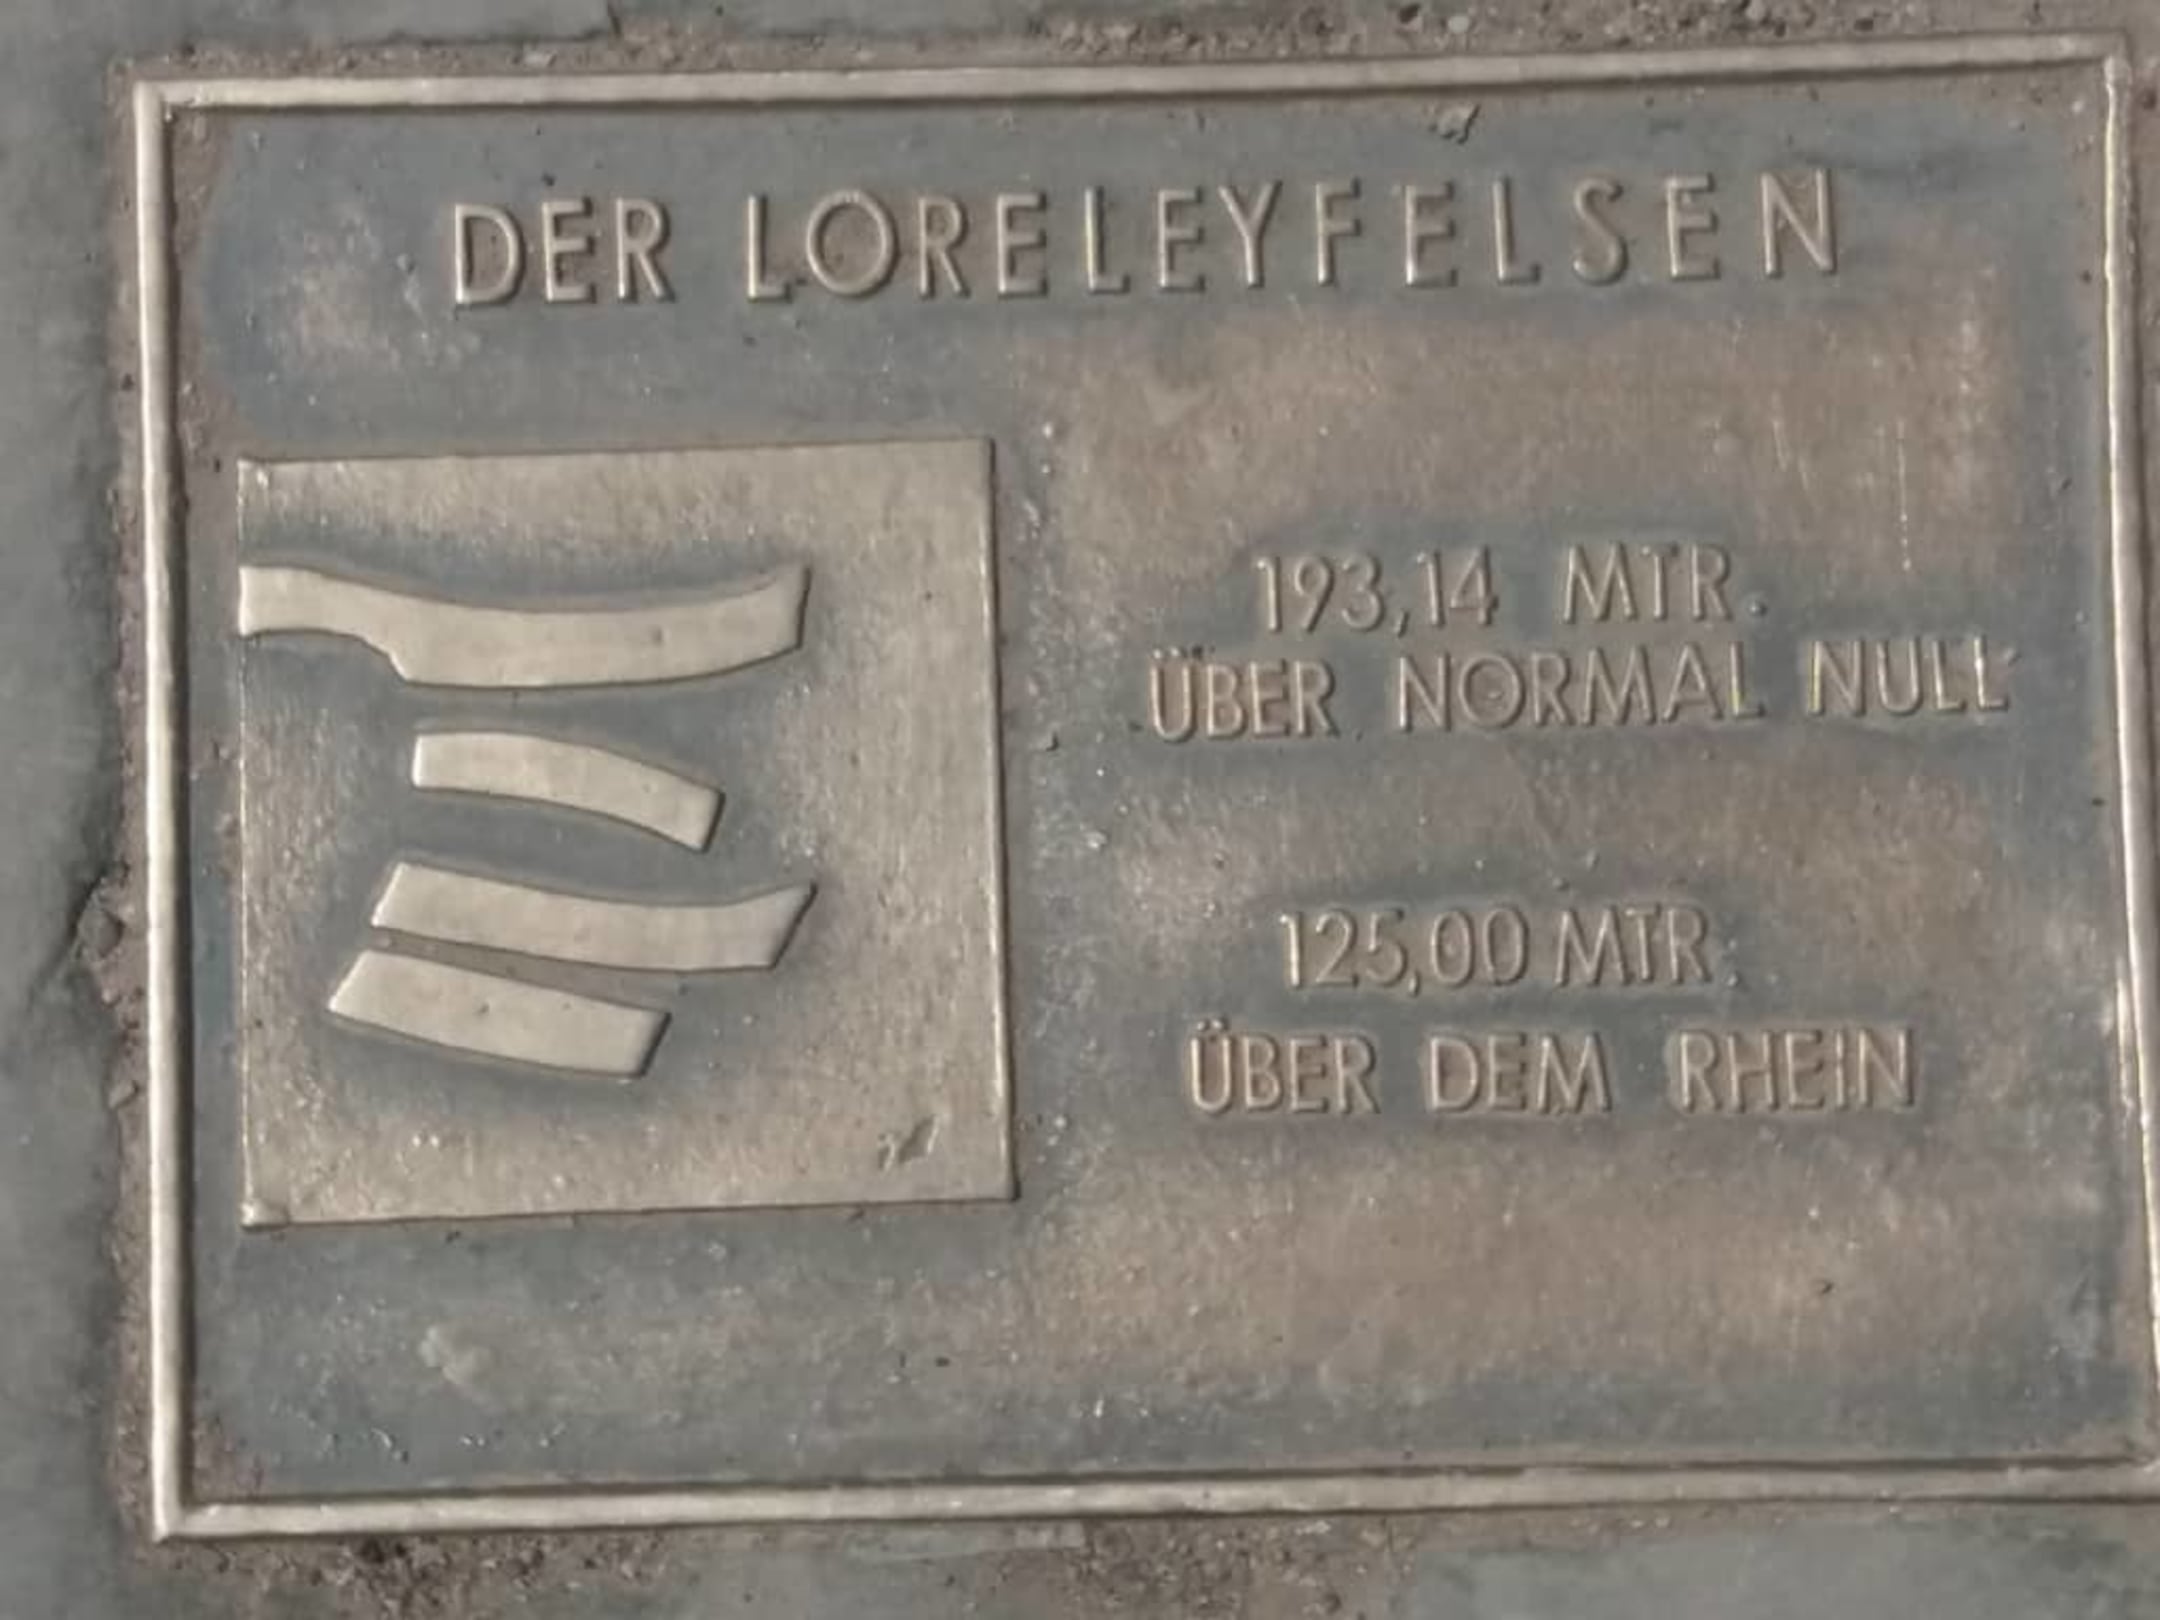 DER LORELEYFELSEN
193,14 MTR.
ÜBER NORMAL NULL
125,00 MTR.
ÜBER DEM RHEIN